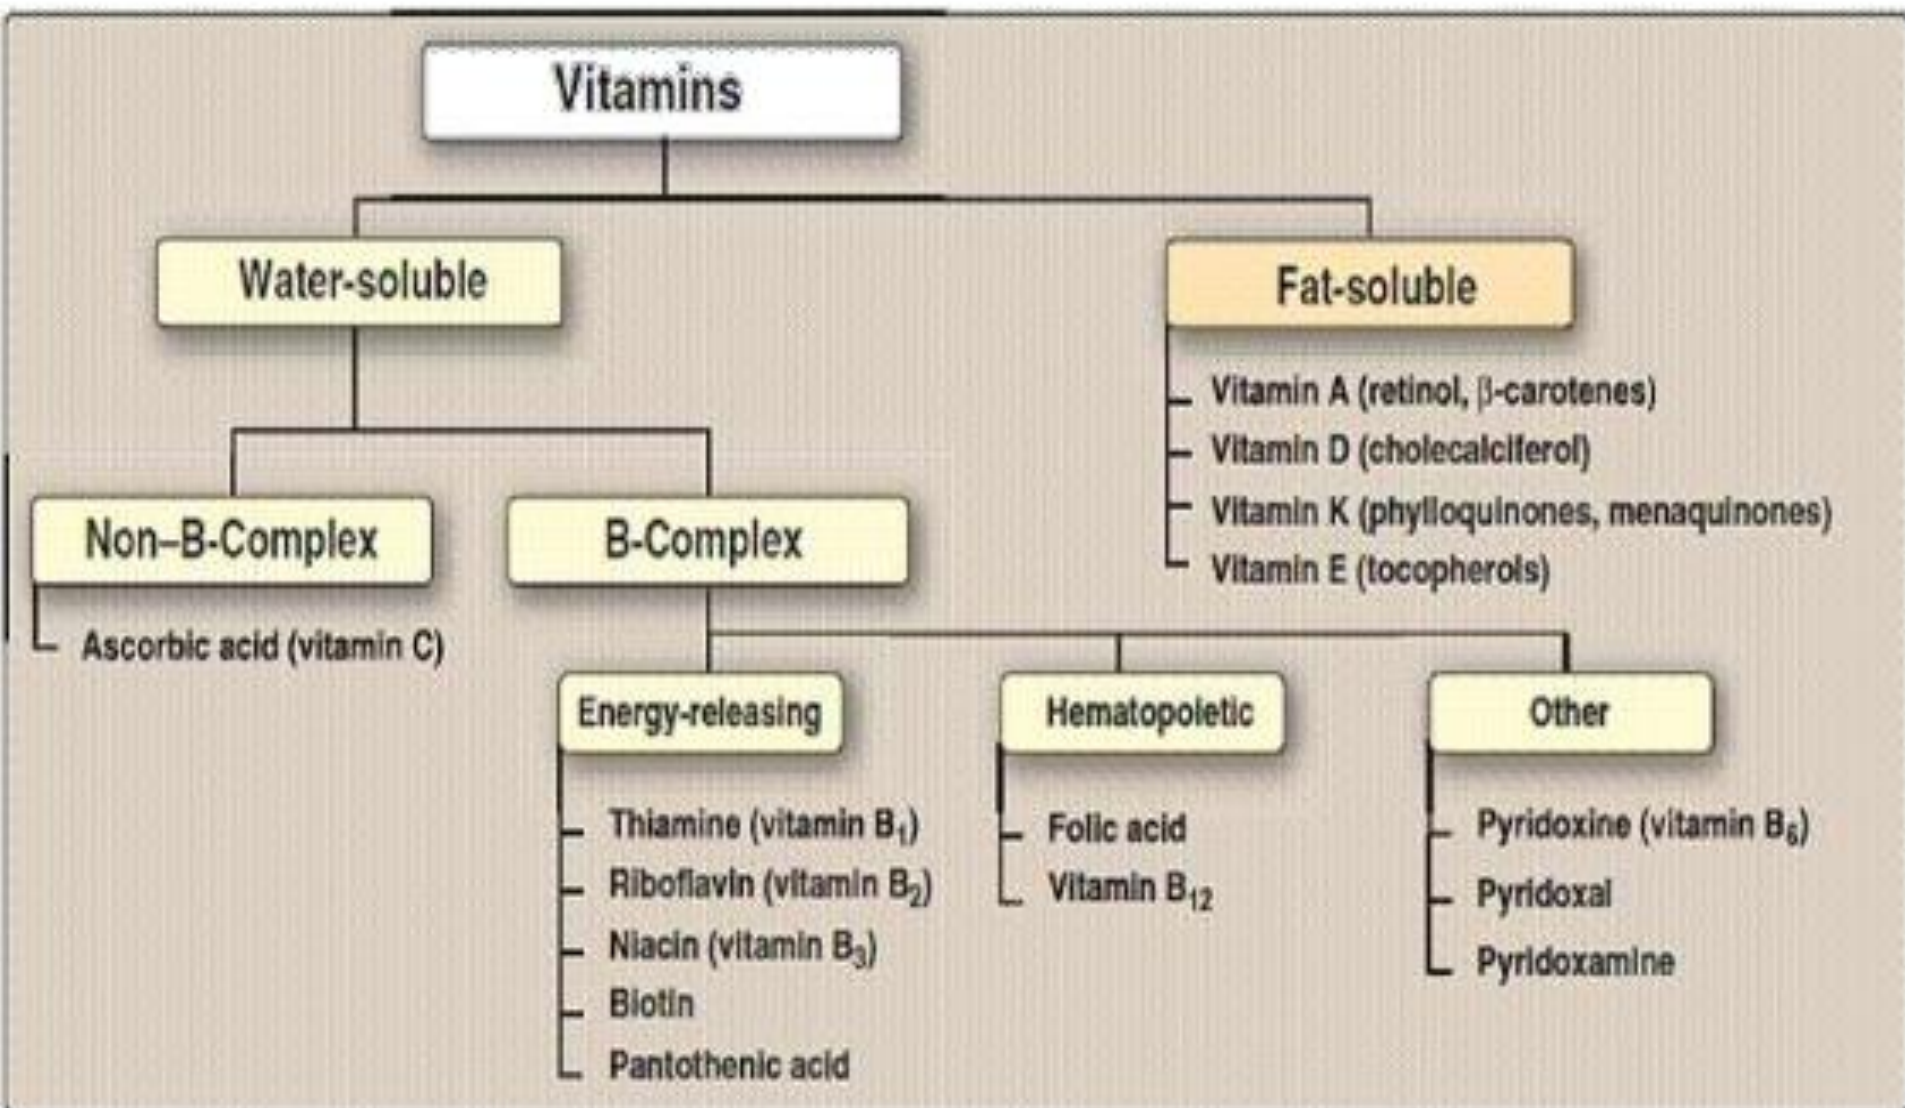 Vitamins
Water-soluble
Fat-soluble
Vitamin A (retinol, β-carotenes)
Vitamin D (cholecalciferol)
Vitamin K (phylloquinones, menaquinones)
Vitamin E (tocopherols)
Non–B-Complex
B-Complex
Ascorbic acid (vitamin C)
Energy-releasing
Hematopoietic
Other
Thiamine (vitamin B₁)
Riboflavin (vitamin B₂)
Niacin (vitamin B₃)
Biotin
Pantothenic acid
Folic acid
Vitamin B₁₂
Pyridoxine (vitamin B₆)
Pyridoxal
Pyridoxamine